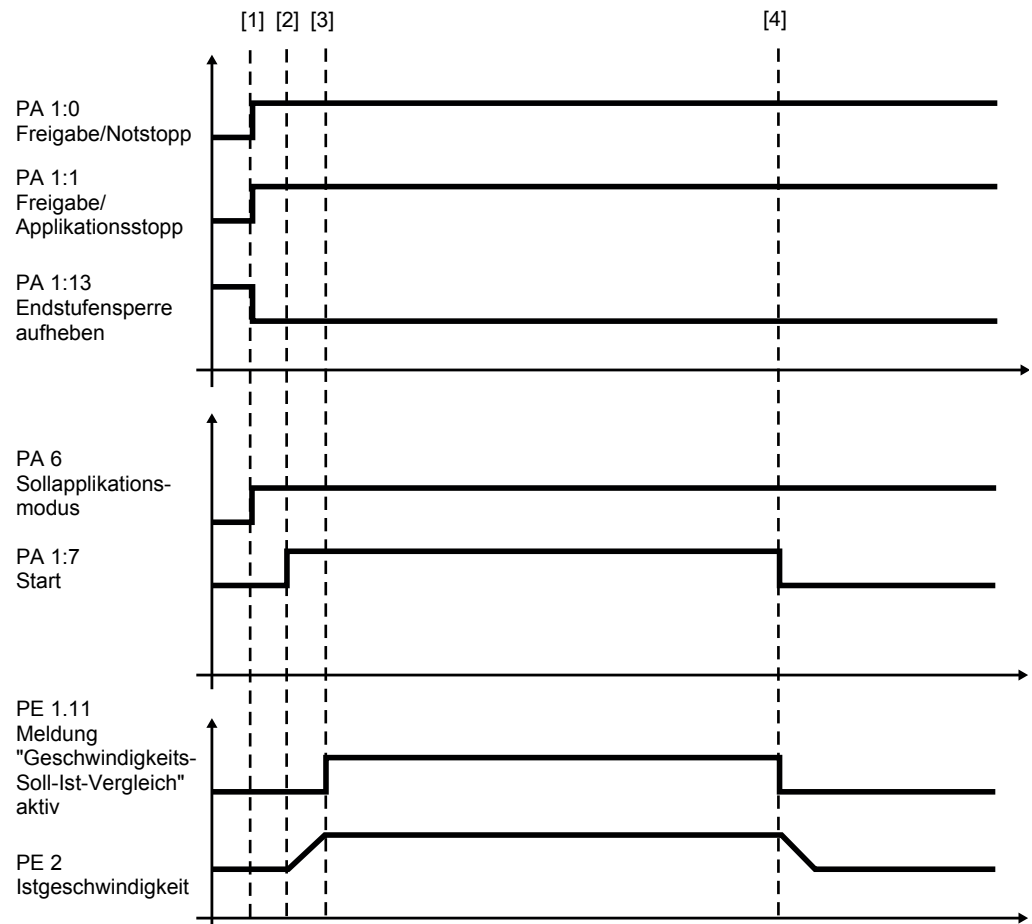 [1] [2] [3] [4]
PA 1:0
Freigabe/Notstopp
PA 1:1
Freigabe/
Applikationsstopp
PA 1:13
Endstufensperre
aufheben
PA 6
Sollapplikations-
modus
PA 1:7
Start
PE 1.11
Meldung
"Geschwindigkeits-
Soll-Ist-Vergleich"
aktiv
PE 2
Istgeschwindigkeit